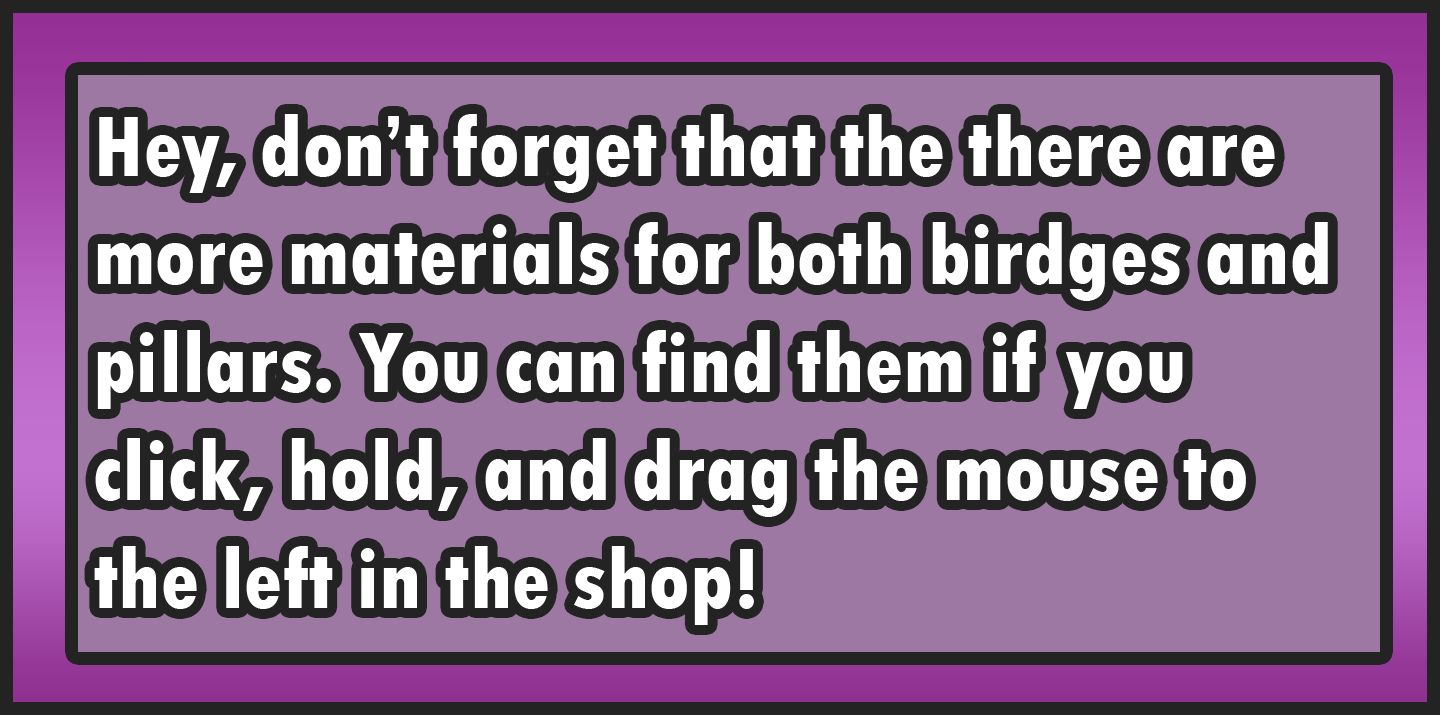 Hey, don’t forget that the there are
more materials for both birdges and
pillars. You can find them if you
click, hold, and drag the mouse to
the left in the shop!